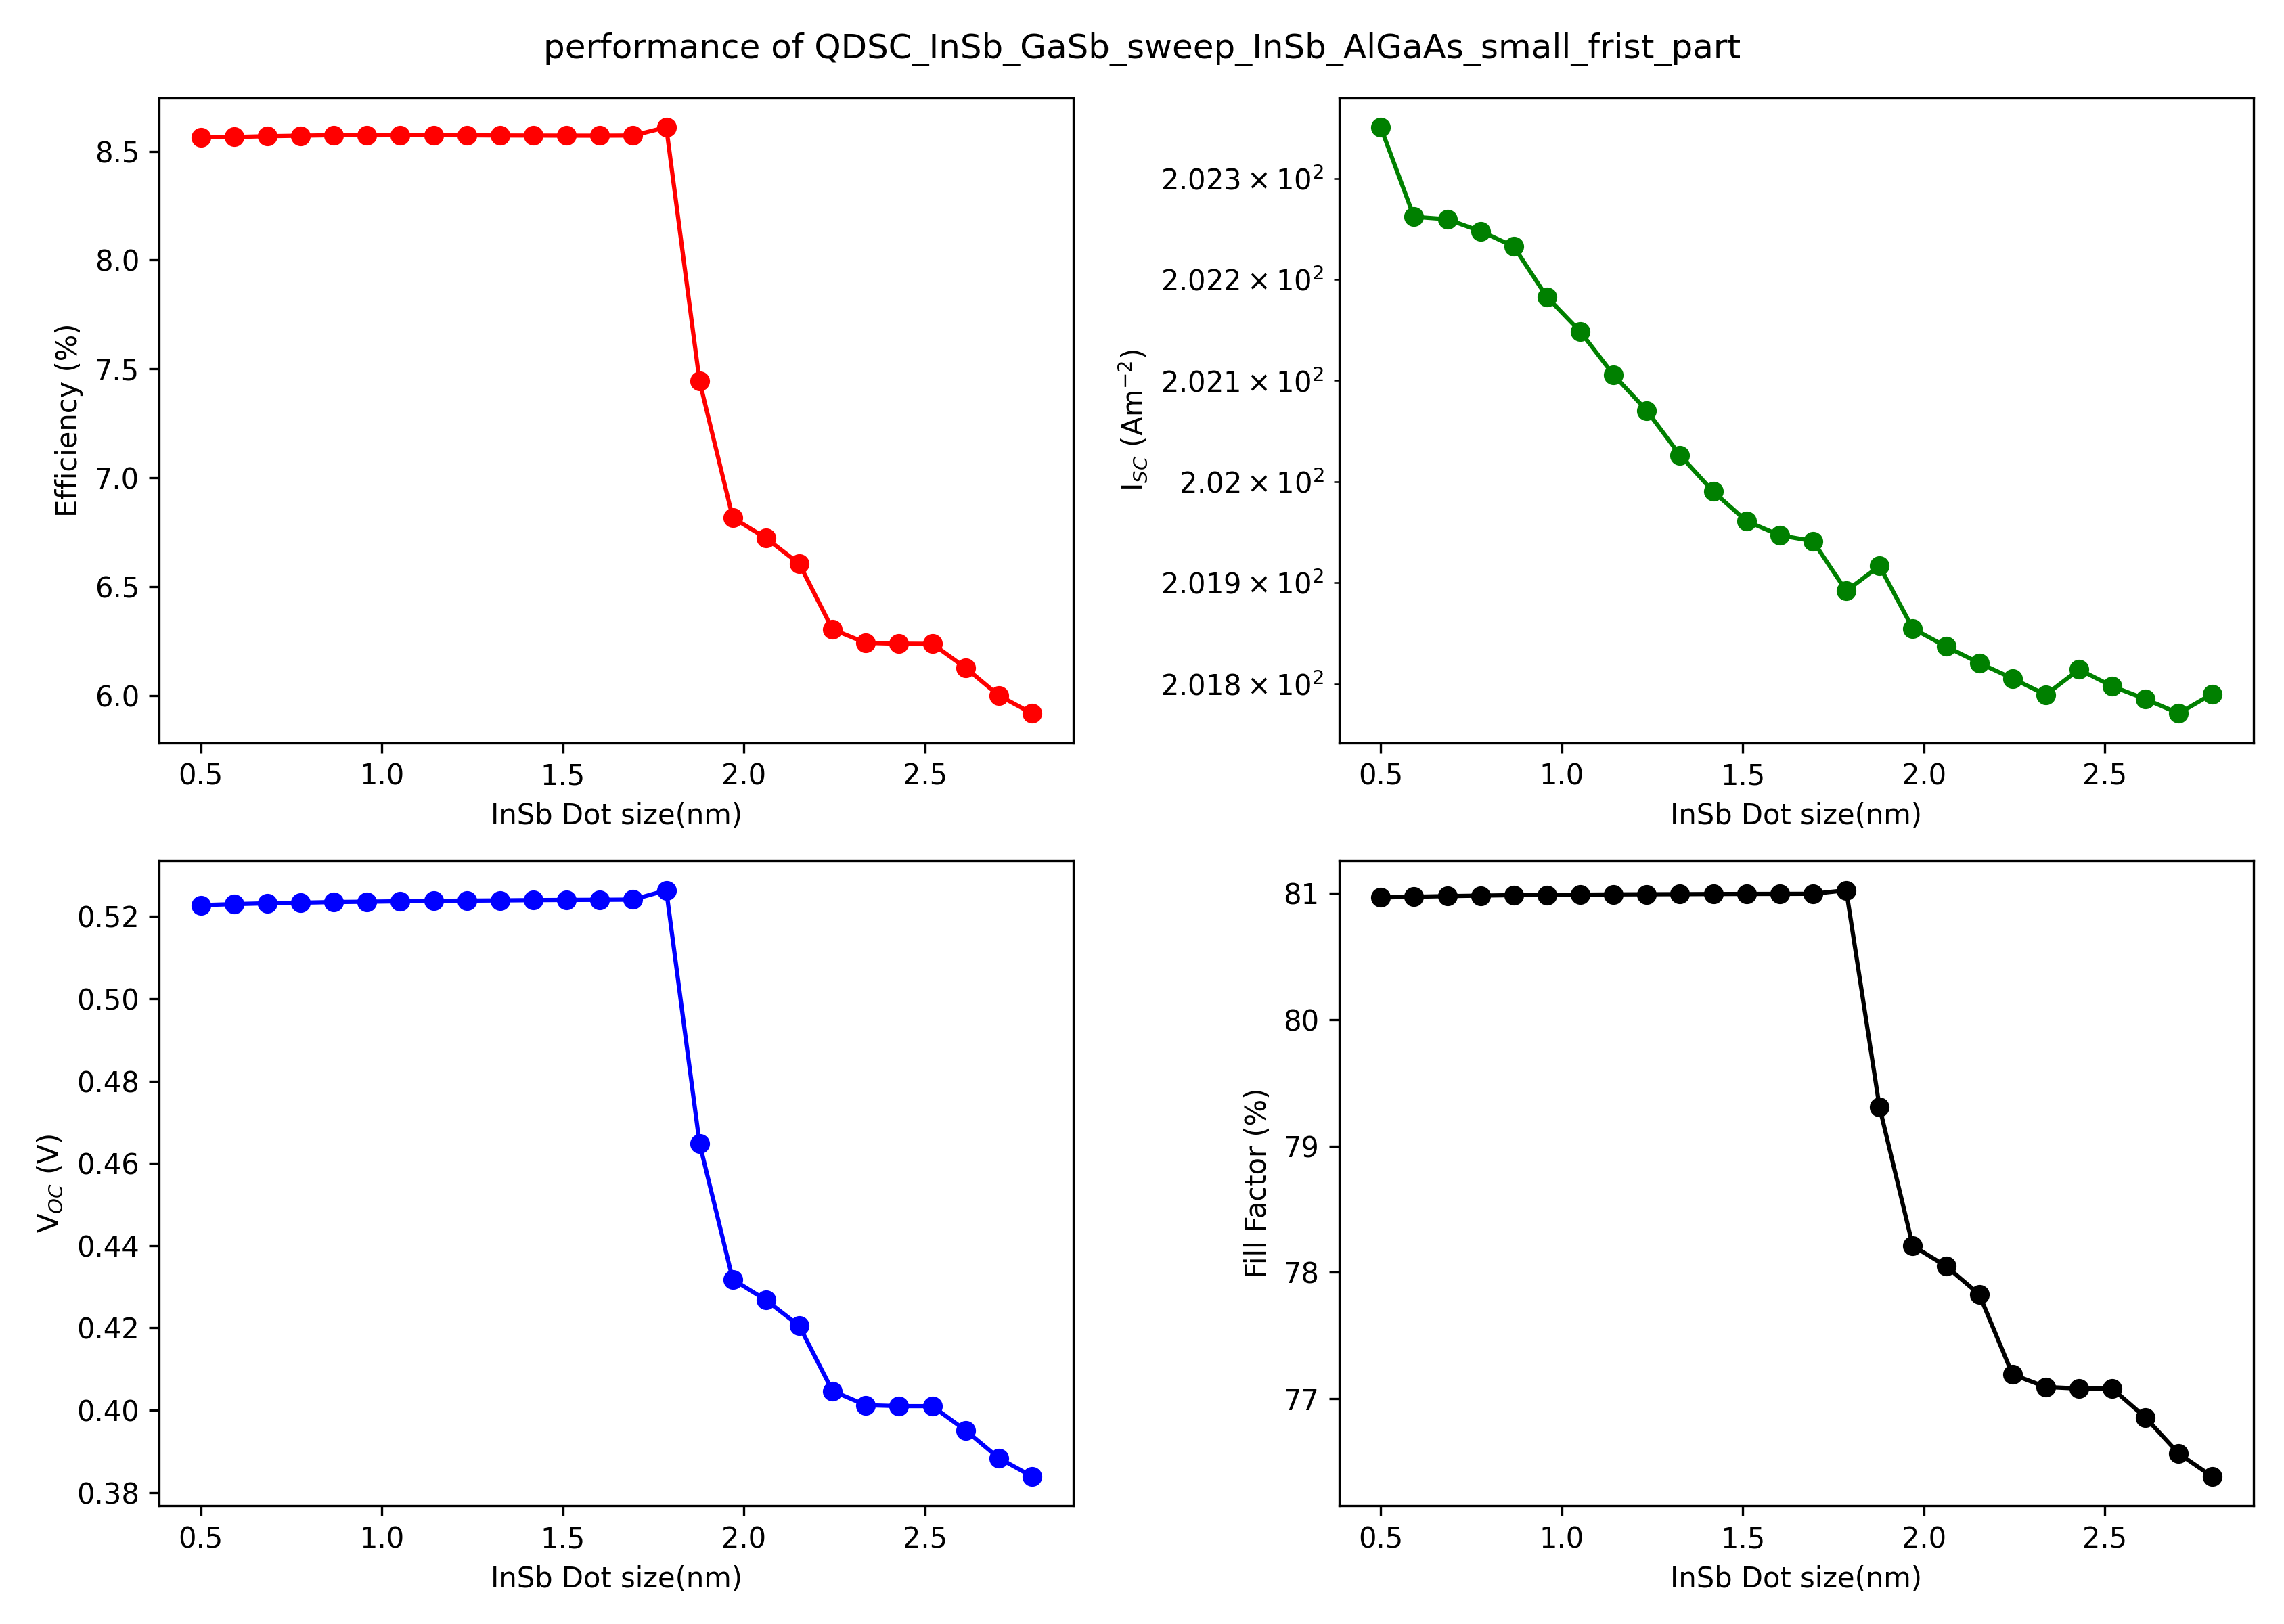 performance of QDSC_InSb_GaSb_sweep_InSb_AlGaAs_small_frist_part
Efficiency (%)
8.5
8.0
7.5
7.0
6.5
6.0
0.5 1.0 1.5 2.0 2.5
InSb Dot size(nm)
I_SC (Am⁻²)
2.023 × 10²
2.022 × 10²
2.021 × 10²
2.02 × 10²
2.019 × 10²
2.018 × 10²
0.5 1.0 1.5 2.0 2.5
InSb Dot size(nm)
V_OC (V)
0.52
0.50
0.48
0.46
0.44
0.42
0.40
0.38
0.5 1.0 1.5 2.0 2.5
InSb Dot size(nm)
Fill Factor (%)
81
80
79
78
77
0.5 1.0 1.5 2.0 2.5
InSb Dot size(nm)